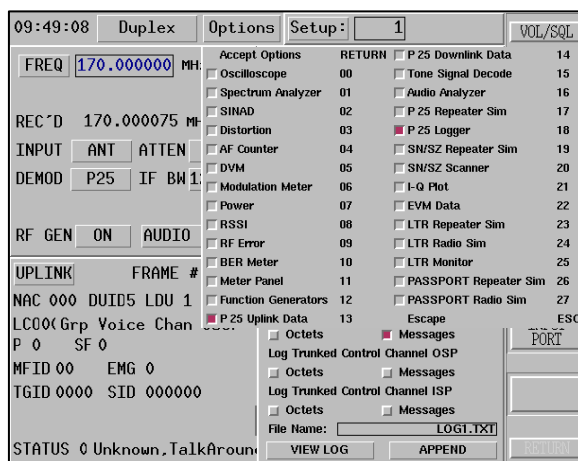 09:49:08 Duplex Options Setup: 1 VOL/SQL
FREQ 170.000000 MHz
REC'D 170.000075 MH
INPUT ANT ATTEN
DEMOD P25 IF BW
RF GEN ON AUDIO
Accept Options RETURN
Oscilloscope 00
Spectrum Analyzer 01
SINAD 02
Distortion 03
AF Counter 04
DVM 05
Modulation Meter 06
Power 07
RSSI 08
RF Error 09
BER Meter 10
Meter Panel 11
Function Generators 12
P 25 Uplink Data 13
P 25 Downlink Data 14
Tone Signal Decode 15
Audio Analyzer 16
P 25 Repeater Sim 17
P 25 Logger 18
SN/SZ Repeater Sim 19
SN/SZ Scanner 20
I-Q Plot 21
EVM Data 22
LTR Repeater Sim 23
LTR Radio Sim 24
LTR Monitor 25
PASSPORT Repeater Sim 26
PASSPORT Radio Sim 27
Escape ESC
UPLINK FRAME #
NAC 000 DUID5 LDU 1
LCO0(Grp Voice Chan
P 0 SF 0
MFID 00 EMG 0
TGID 0000 SID 000000
STATUS 0 Unknown,TalkAroun
Octets Messages
Log Trunked Control Channel OSP
Octets Messages
Log Trunked Control Channel ISP
Octets Messages
File Name: LOG1.TXT
VIEW LOG APPEND
PORT
RETURN